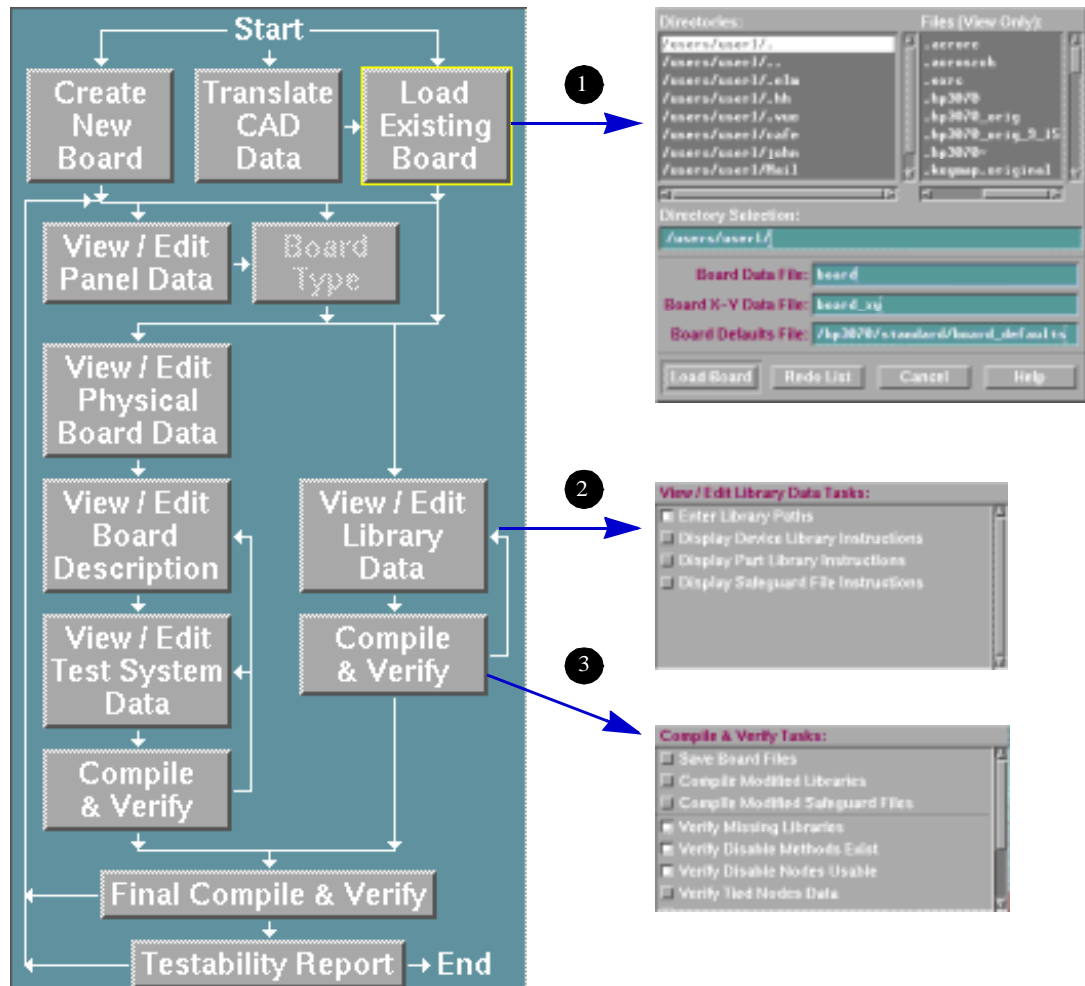 Start
Create
New
Board
Translate
CAD
Data
Load
Existing
Board
View / Edit
Panel Data
Board
Type
View / Edit
Physical
Board Data
View / Edit
Board
Description
View / Edit
Library
Data
View / Edit
Test System
Data
Compile
& Verify
Compile
& Verify
Final Compile & Verify
Testability Report
End
1
Directories:
/users/user1/.
/users/user1/..
/users/user1/.elm
/users/user1/.hh
/users/user1/.vue
/users/user1/cafe
/users/user1/john
/users/user1/Mail
Files (View Only):
.hp3070
.hp3070_orig
.hp3070_orig_9_15
.hp3070~
.keymap.original
Directory Selection:
/users/user1/
Board Data File: board
Board X-Y Data File: board_xy
Board Defaults File: /hp3070/standard/board_defaults
Load Board Redo List Cancel Help
2
View / Edit Library Data Tasks:
Enter Library Paths
Display Device Library Instructions
Display Part Library Instructions
Display Safeguard File Instructions
3
Compile & Verify Tasks:
Save Board Files
Compile Modified Libraries
Compile Modified Safeguard Files
Verify Missing Libraries
Verify Disable Methods Exist
Verify Disable Nodes Usable
Verify Tied Nodes Data